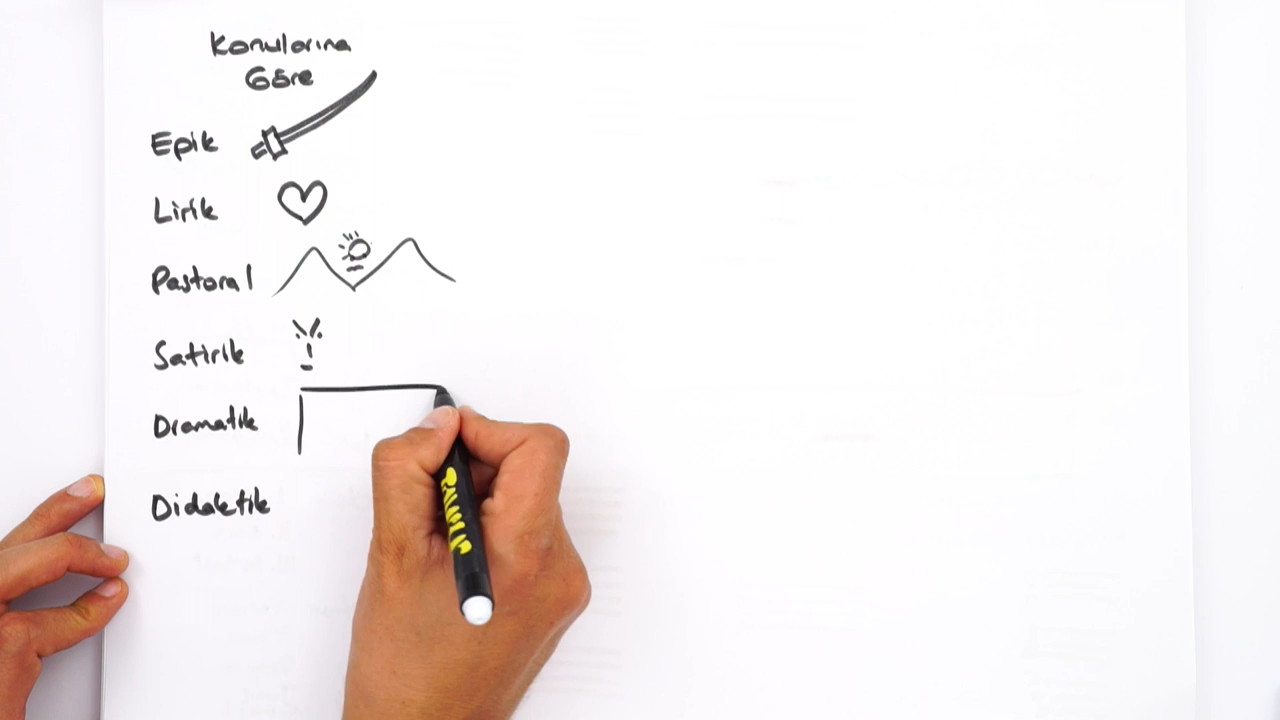 Konularına
Göre
Epik
Lirik
Pastoral
Satirik
Dramatik
Didaktik